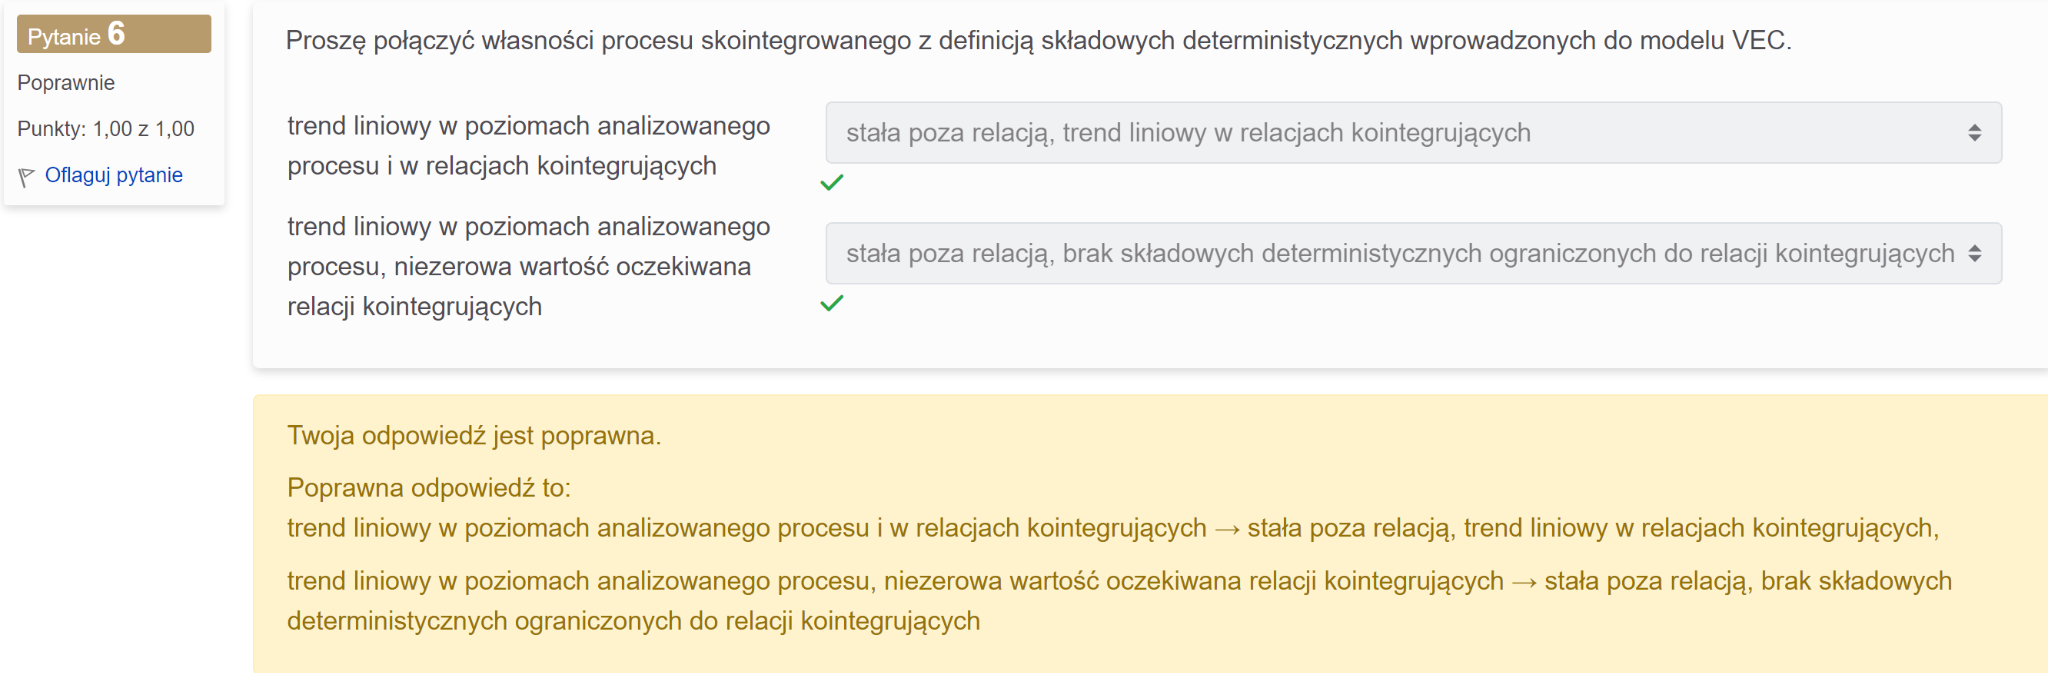 Pytanie 6
Poprawnie
Punkty: 1,00 z 1,00
Oflaguj pytanie
Proszę połączyć własności procesu skointegrowanego z definicją składowych deterministycznych wprowadzonych do modelu VEC.
trend liniowy w poziomach analizowanego
procesu i w relacjach kointegrujących
stała poza relacją, trend liniowy w relacjach kointegrujących
trend liniowy w poziomach analizowanego
procesu, niezerowa wartość oczekiwana
relacji kointegrujących
stała poza relacją, brak składowych deterministycznych ograniczonych do relacji kointegrujących
Twoja odpowiedź jest poprawna.
Poprawna odpowiedź to:
trend liniowy w poziomach analizowanego procesu i w relacjach kointegrujących → stała poza relacją, trend liniowy w relacjach kointegrujących,
trend liniowy w poziomach analizowanego procesu, niezerowa wartość oczekiwana relacji kointegrujących → stała poza relacją, brak składowych
deterministycznych ograniczonych do relacji kointegrujących